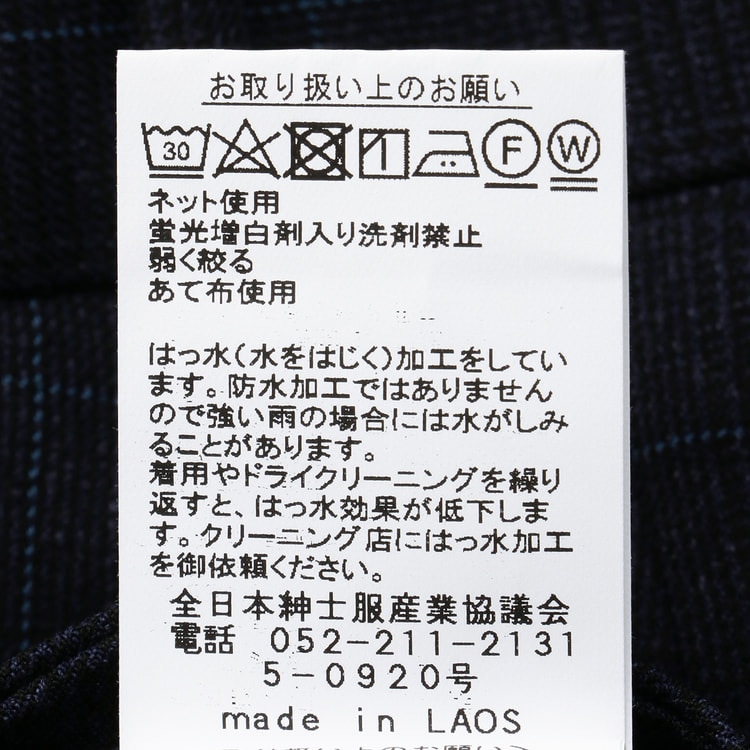 お取り扱い上のお願い
30 F W
ネット使用
蛍光増白剤入り洗剤禁止
弱く絞る
あて布使用
はっ水(水をはじく)加工をしてい
ます。防水加工ではありません
ので強い雨の場合には水がしみ
ることがあります。
着用やドライクリーニングを繰り
返すと、はっ水効果が低下しま
す。クリーニング店にはっ水加工
を御依頼ください。
全日本紳士服産業協議会
電話 052-211-2131
5-0920号
made in LAOS